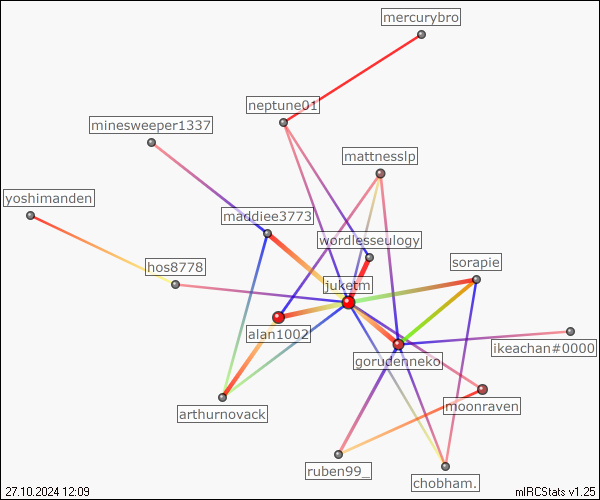 mercurybro
neptune01
minesweeper1337
mattnesslp
yoshimanden
maddiee3773
wordlesseulogy
sorapie
hos8778
juketm
alan1002
ikeachan#0000
gorudenneko
moonraven
arthurnovack
ruben99_
chobham.
27.10.2024 12:09
mIRCStats v1.25